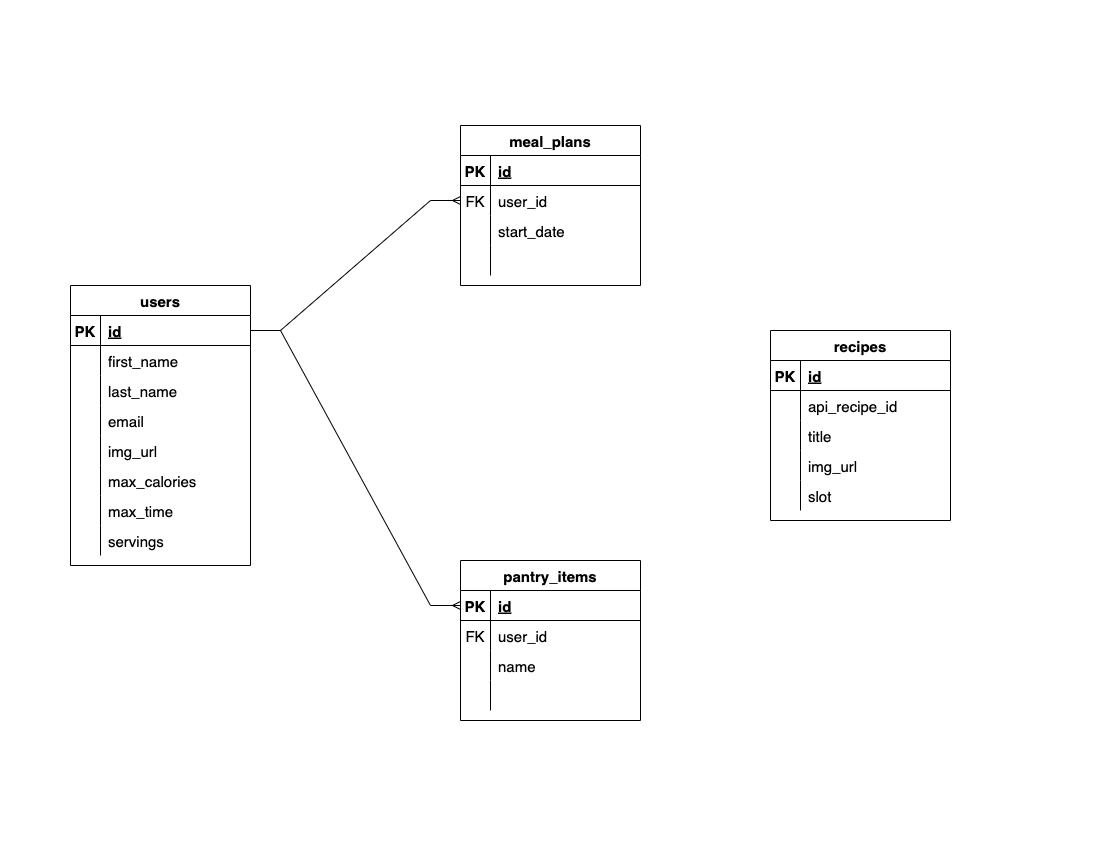 meal_plans
PK id
FK user_id
start_date
users
PK id
first_name
last_name
email
img_url
max_calories
max_time
servings
recipes
PK id
api_recipe_id
title
img_url
slot
pantry_items
PK id
FK user_id
name